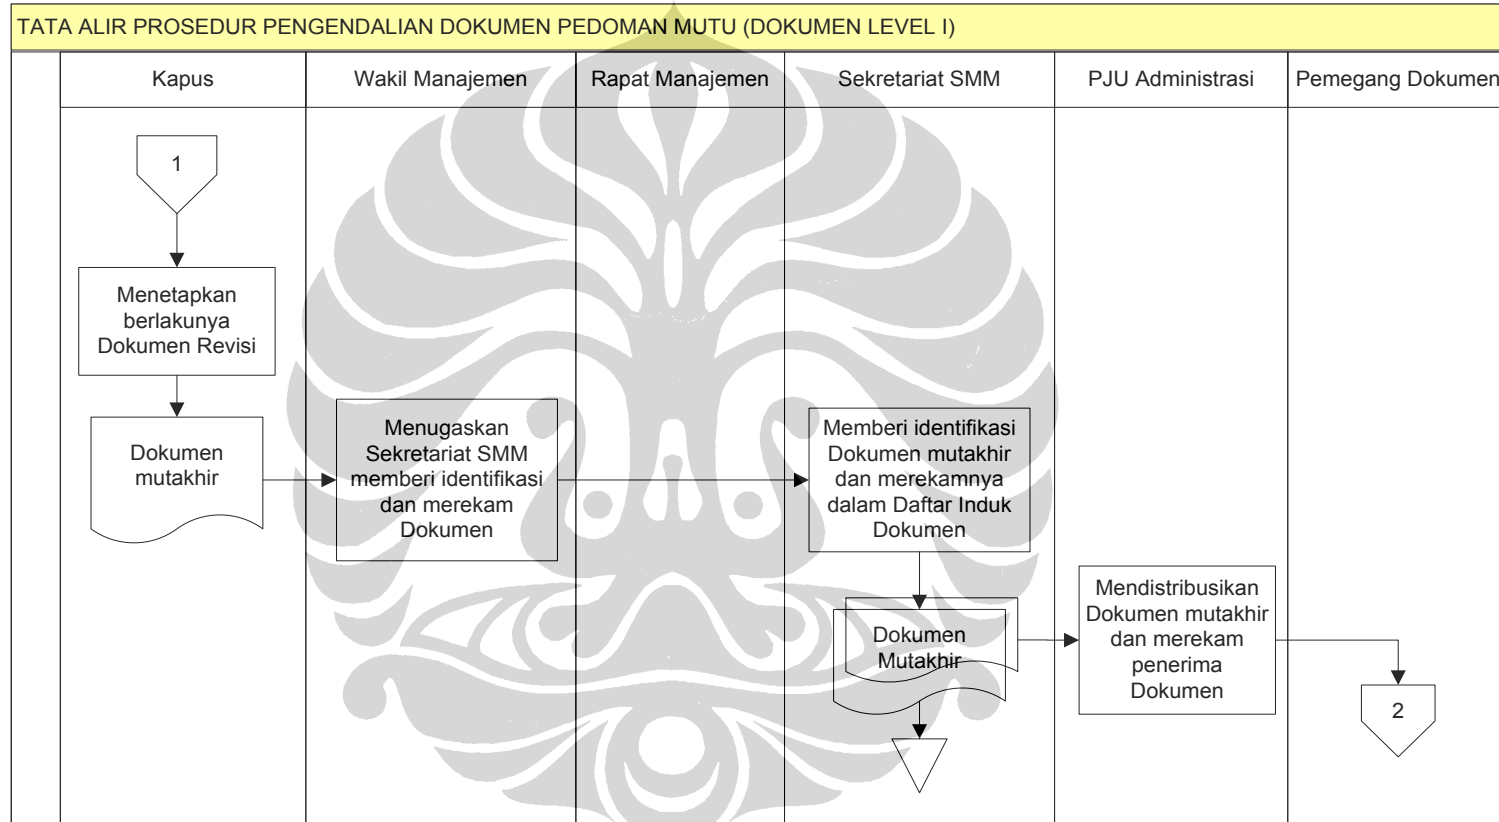 TATA ALIR PROSEDUR PENGENDALIAN DOKUMEN PEDOMAN MUTU (DOKUMEN LEVEL I)
Kapus
Wakil Manajemen
Rapat Manajemen
Sekretariat SMM
PJU Administrasi
Pemegang Dokumen
1
Menetapkan
berlakunya
Dokumen Revisi
Dokumen
mutakhir
Menugaskan
Sekretariat SMM
memberi identifikasi
dan merekam
Dokumen
Memberi identifikasi
Dokumen mutakhir
dan merekamnya
dalam Daftar Induk
Dokumen
Dokumen
Mutakhir
Mendistribusikan
Dokumen mutakhir
dan merekam
penerima
Dokumen
2